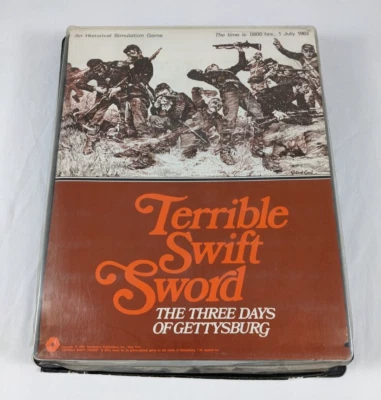 An Historical Simulation Game
The time is 0800 hrs., 1 July 1863
Terrible
Swift
Sword
THE THREE DAYS
OF GETTYSBURG